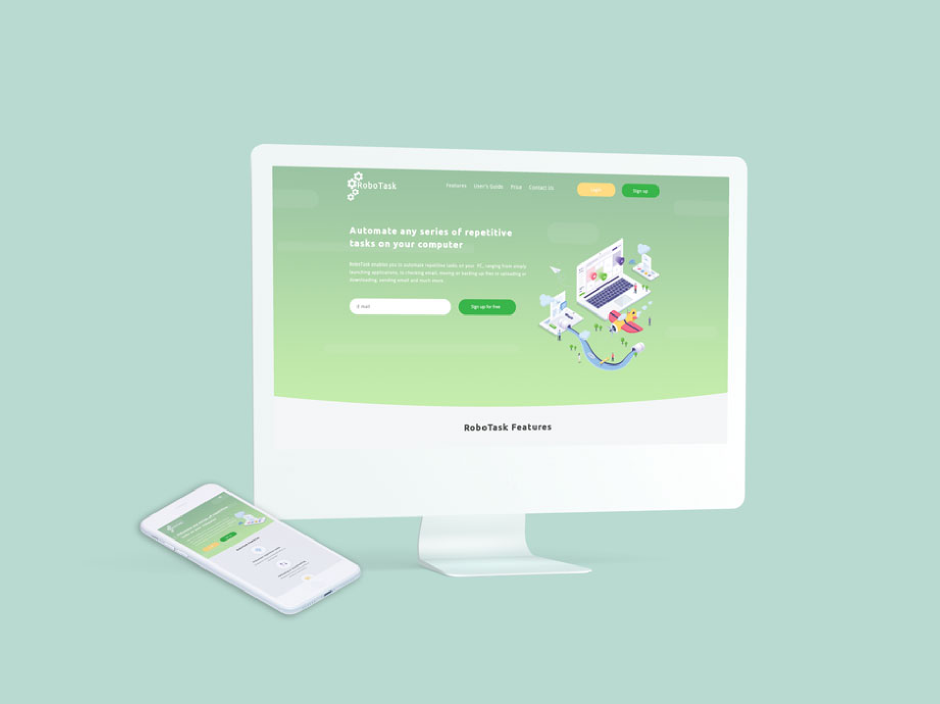 RoboTask
Features User's Guide Price Contact Us
Login Sign up
Automate any series of repetitive
tasks on your computer
RoboTask enables you to automate repetitive tasks on your PC, ranging from simple
launching applications, to checking email, moving or backing up files to uploading or
downloading, sending email and much more.
E-mail
Sign up for free
RoboTask Features